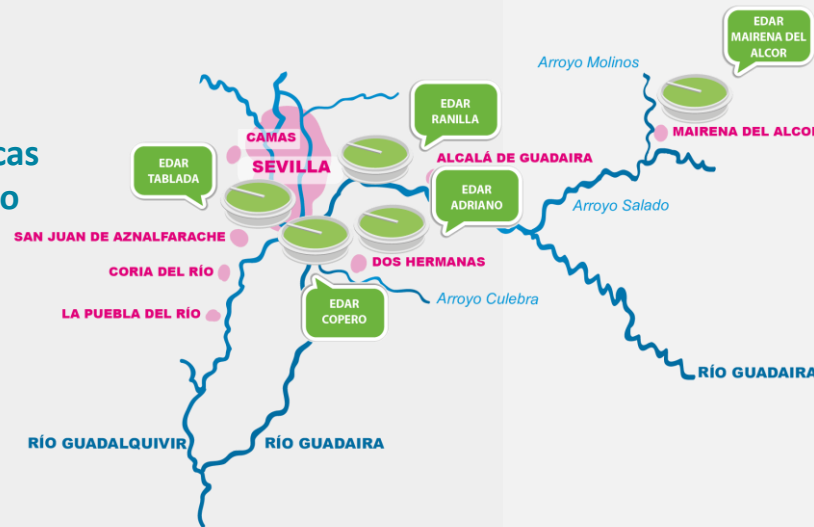 EDAR
MAIRENA DEL
ALCOR
Arroyo Molinos
EDAR
RANILLA
MAIRENA DEL ALCOR
CAMAS
SEVILLA
EDAR
TABLADA
ALCALÁ DE GUADAIRA
EDAR
ADRIANO
Arroyo Salado
SAN JUAN DE AZNALFARACHE
DOS HERMANAS
CORIA DEL RÍO
Arroyo Culebra
EDAR
COPERO
LA PUEBLA DEL RÍO
RÍO GUADAIRA
RÍO GUADALQUIVIR
RÍO GUADAIRA